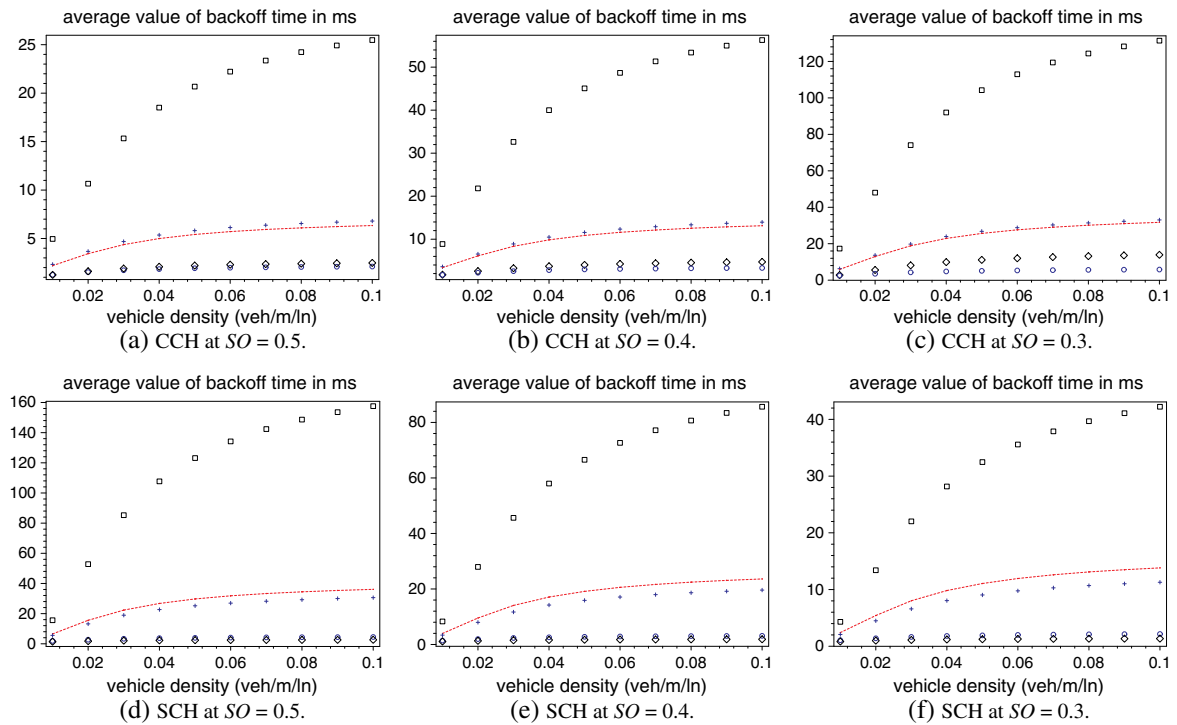 average value of backoff time in ms
25
20
15
10
5
0.02 0.04 0.06 0.08 0.1
vehicle density (veh/m/ln)
(a) CCH at SO = 0.5.
average value of backoff time in ms
50
40
30
20
10
0.02 0.04 0.06 0.08 0.1
vehicle density (veh/m/ln)
(b) CCH at SO = 0.4.
average value of backoff time in ms
120
100
80
60
40
20
0
0.02 0.04 0.06 0.08 0.1
vehicle density (veh/m/ln)
(c) CCH at SO = 0.3.
average value of backoff time in ms
160
140
120
100
80
60
40
20
0
0.02 0.04 0.06 0.08 0.1
vehicle density (veh/m/ln)
(d) SCH at SO = 0.5.
average value of backoff time in ms
80
60
40
20
0
0.02 0.04 0.06 0.08 0.1
vehicle density (veh/m/ln)
(e) SCH at SO = 0.4.
average value of backoff time in ms
40
30
20
10
0
0.02 0.04 0.06 0.08 0.1
vehicle density (veh/m/ln)
(f) SCH at SO = 0.3.